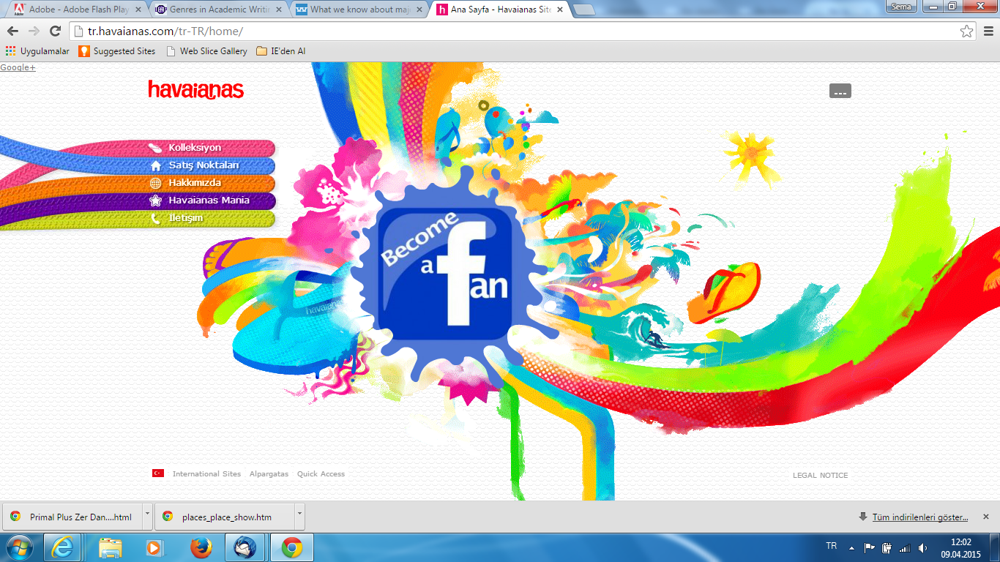 Adobe - Adobe Flash Play
Genres in Academic Writin
What we know about maj
Ana Sayfa - Havaianas Site
Sema
tr.havaianas.com/tr-TR/home/
Uygulamalar
Suggested Sites
Web Slice Gallery
IE'den Al
Google+
havaianas
Kolleksiyon
Satış Noktaları
Hakkımızda
Havaianas Mania
İletişim
Become
a fan
havaianas
International Sites
Alpargatas
Quick Access
LEGAL NOTICE
Primal Plus Zer Dan....html
places_place_show.htm
Tüm indirilenleri göster...
TR
12:02
09.04.2015